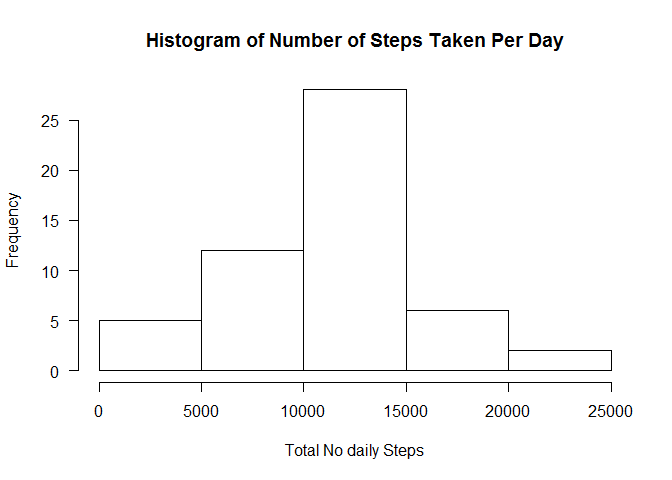 Histogram of Number of Steps Taken Per Day
Frequency
25
20
15
10
5
0
0 5000 10000 15000 20000 25000
Total No daily Steps